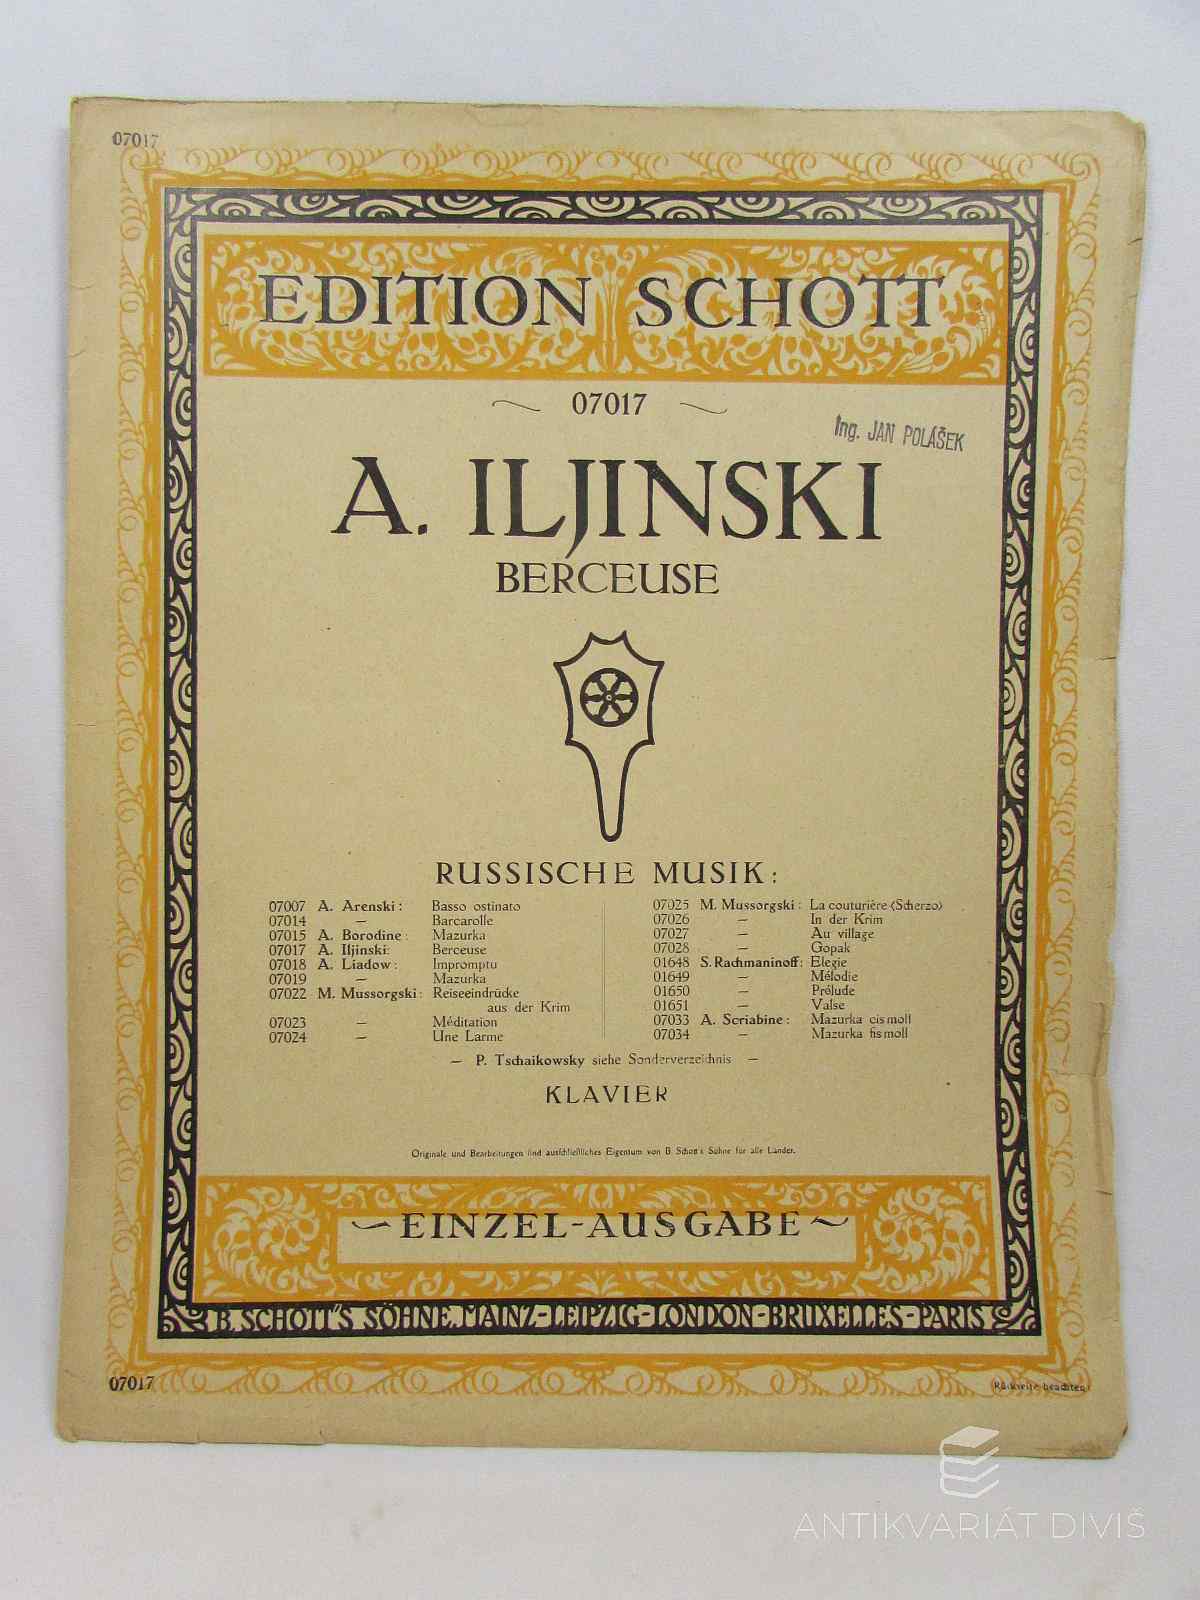 07017
EDITION SCHOTT
07017
Ing. JAN POLÁŠEK
A. ILJINSKI
BERCEUSE
RUSSISCHE MUSIK:
07007 A. Arenski: Basso ostinato
07014 — Barcarolle
07015 A. Borodine: Mazurka
07017 A. Iljinski: Berceuse
07018 A. Liadow: Impromptu
07019 — Mazurka
07022 M. Mussorgski: Reiseeindrücke
aus der Krim
07023 — Méditation
07024 — Une Larme
07025 M. Mussorgski: La couturière (Scherzo)
07026 — In der Krim
07027 — Au village
07028 — Gopak
01648 S. Rachmaninoff: Elegie
01649 — Mélodie
01650 — Prélude
01651 — Valse
07033 A. Scriabine: Mazurka cis moll
07034 — Mazurka fis moll
— P. Tschaikowsky siehe Sonderverzeichnis —
KLAVIER
Originale und Bearbeitungen sind ausschließliches Eigentum von B. Schott's Söhne für alle Länder.
EINZEL-AUSGABE
B. SCHOTT'S SÖHNE, MAINZ-LEIPZIG-LONDON-BRUXELLES-PARIS
07017
Rückseite beachten!
ANTIKVARIÁT DIVIŠ